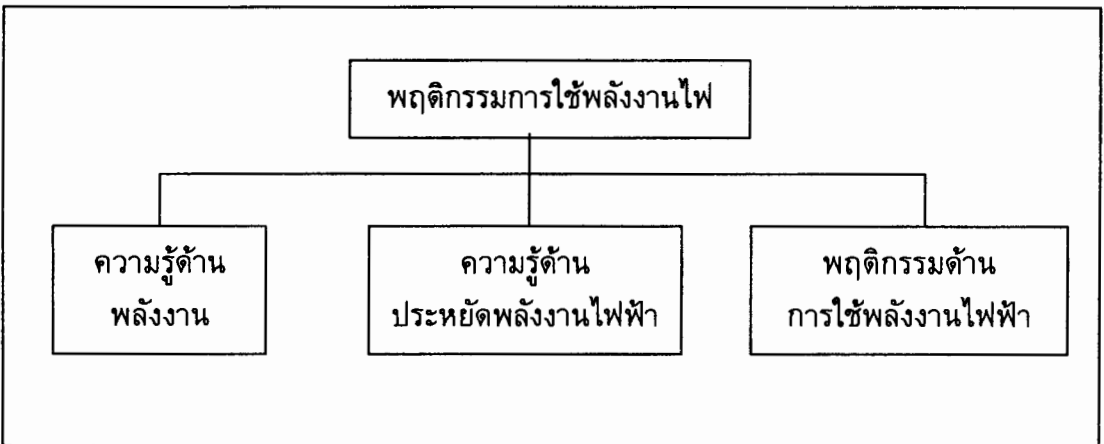 พฤติกรรมการใช้พลังงานไฟ
ความรู้ด้าน
พลังงาน
ความรู้ด้าน
ประหยัดพลังงานไฟฟ้า
พฤติกรรมด้าน
การใช้พลังงานไฟฟ้า